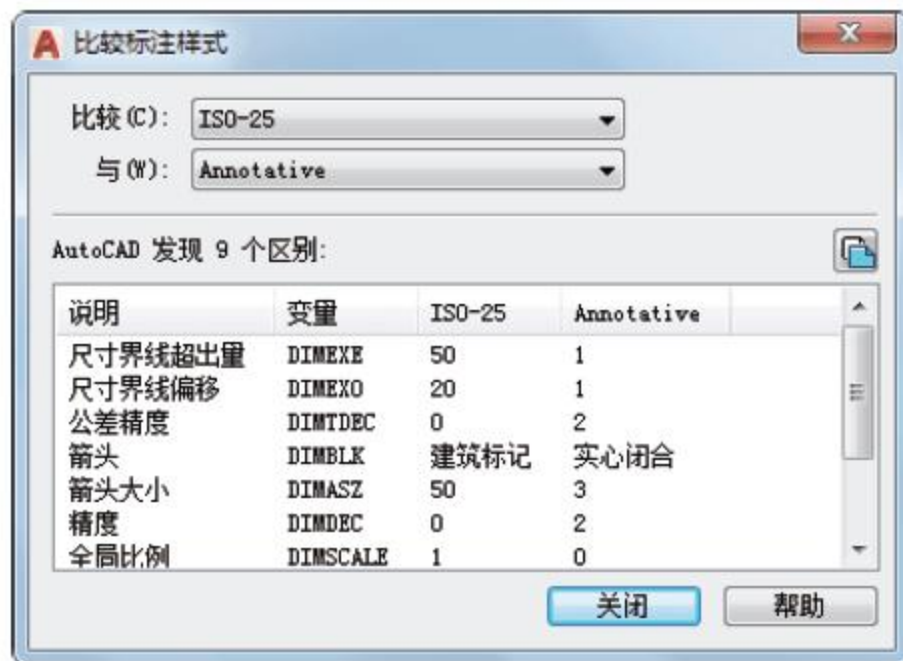 比较标注样式
比较(C): ISO-25
与(W): Annotative
AutoCAD 发现 9 个区别:
说明 变量 ISO-25 Annotative
尺寸界线超出量 DIMEXE 50 1
尺寸界线偏移 DIMEXO 20 1
公差精度 DIMTDEC 0 2
箭头 DIMBLK 建筑标记 实心闭合
箭头大小 DIMASZ 50 3
精度 DIMDEC 0 2
全局比例 DIMSCALE 1 0
关闭 帮助